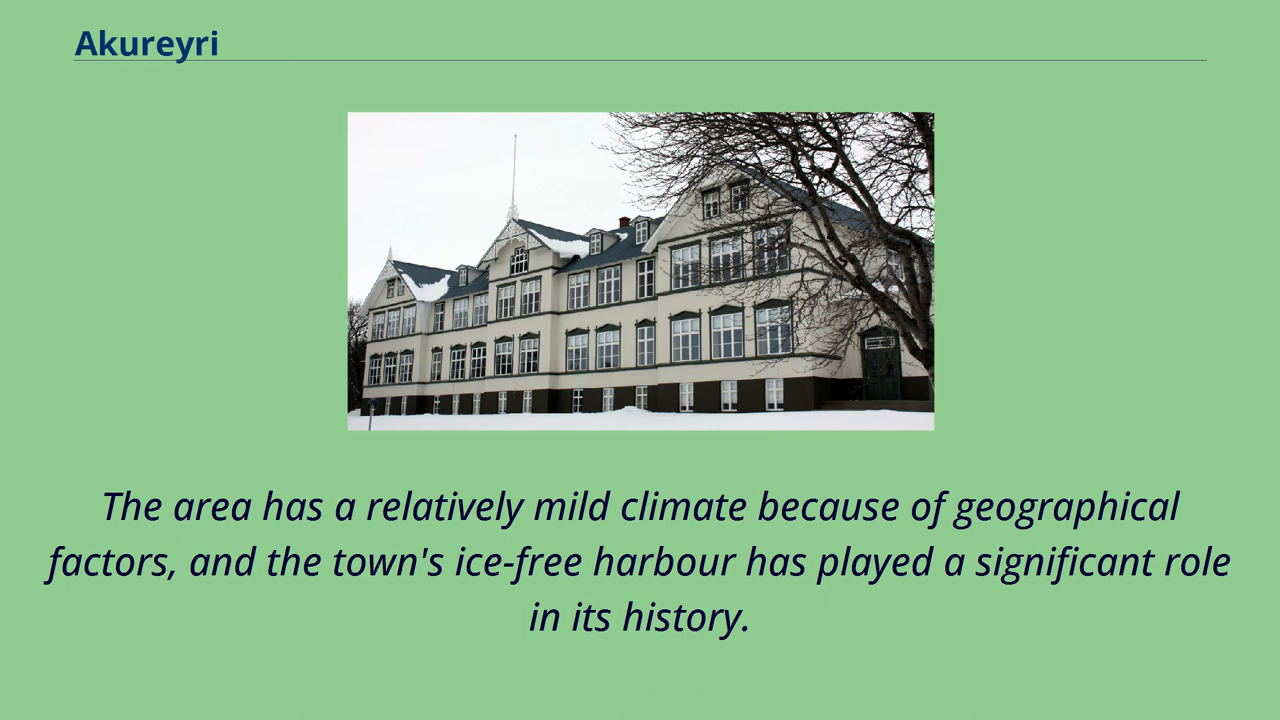 Akureyri
The area has a relatively mild climate because of geographical
factors, and the town's ice-free harbour has played a significant role
in its history.